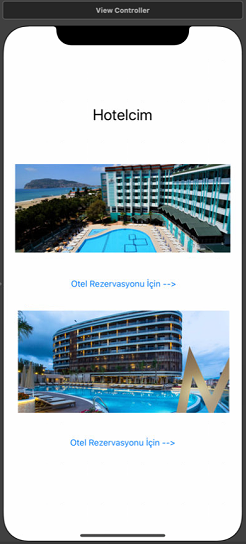 View Controller
Hotelcim
Otel Rezervasyonu İçin -->
M
Otel Rezervasyonu İçin -->